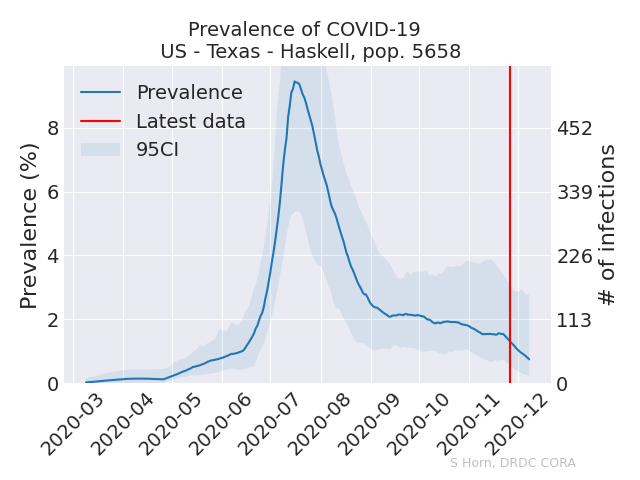 Prevalence of COVID-19
US - Texas - Haskell, pop. 5658
Prevalence
Latest data
95CI
Prevalence (%)
8
6
4
2
0
452
339
226
113
0
# of infections
2020-03
2020-04
2020-05
2020-06
2020-07
2020-08
2020-09
2020-10
2020-11
2020-12
S Horn, DRDC CORA